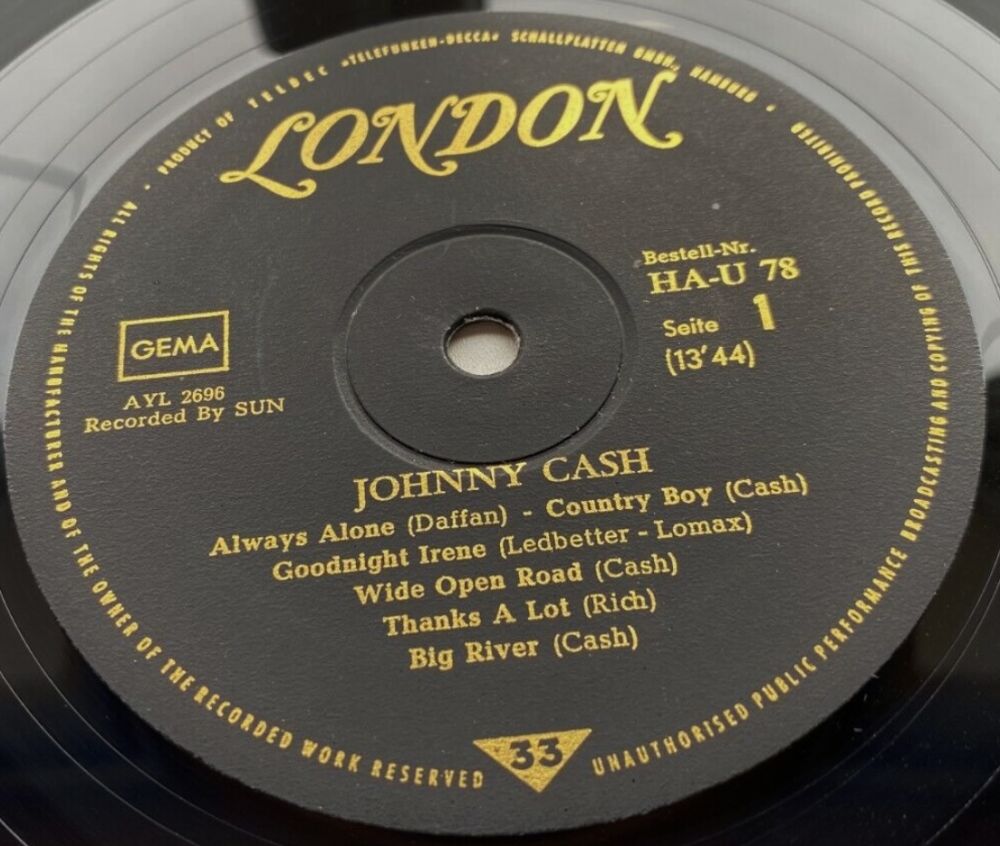 PRODUCT OF TELDEC »TELEFUNKEN-DECCA« SCHALLPLATTEN GMBH., HAMBURG •
LONDON
Bestell-Nr.
HA-U 78
Seite 1
(13'44)
GEMA
AYL 2696
Recorded By SUN
JOHNNY CASH
Always Alone (Daffan) - Country Boy (Cash)
Goodnight Irene (Ledbetter - Lomax)
Wide Open Road (Cash)
Thanks A Lot (Rich)
Big River (Cash)
33
• ALL RIGHTS OF THE MANUFACTURER AND OF THE OWNER OF THE RECORDED WORK RESERVED
UNAUTHORISED PUBLIC PERFORMANCE BROADCASTING AND COPYING OF THIS RECORD PROHIBITED